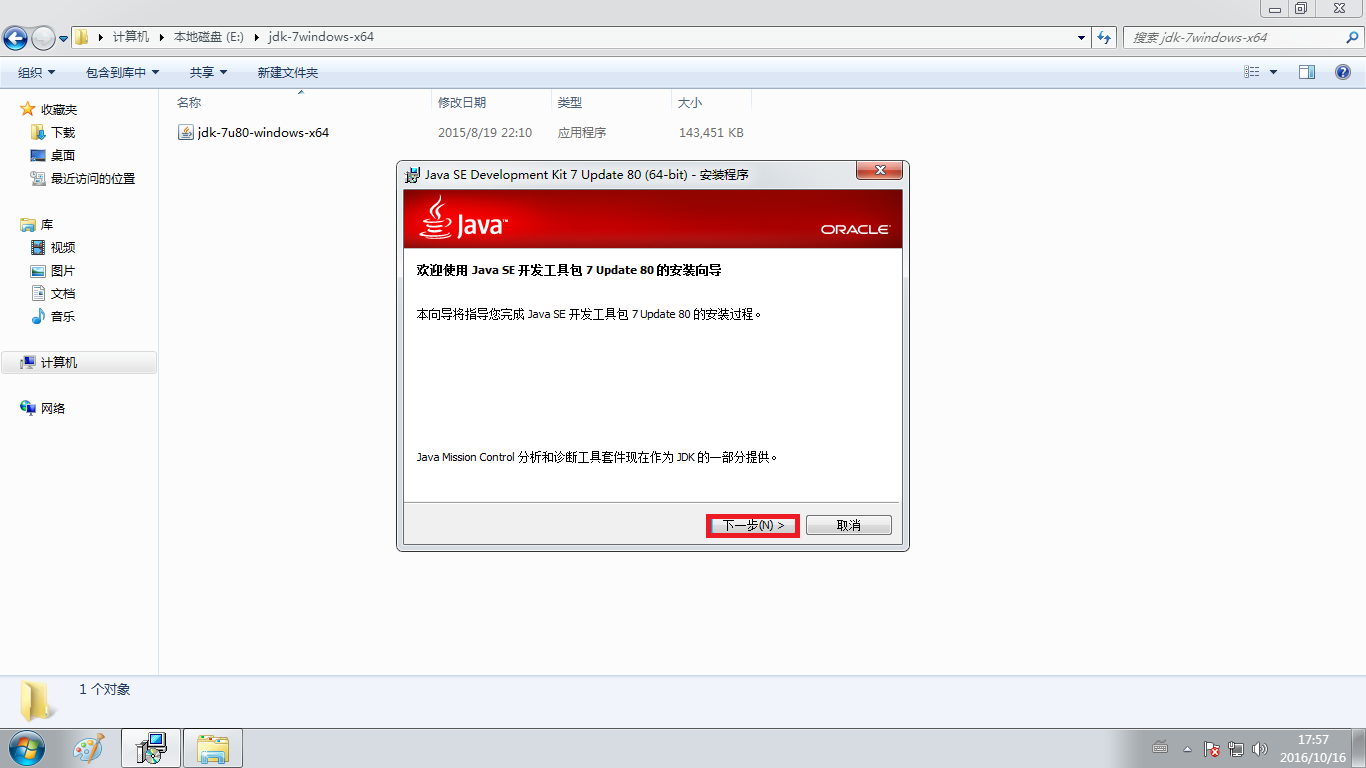 计算机 ▸ 本地磁盘 (E:) ▸ jdk-7windows-x64
搜索 jdk-7windows-x64
组织 包含到库中 共享 新建文件夹
名称 修改日期 类型 大小
jdk-7u80-windows-x64 2015/8/19 22:10 应用程序 143,451 KB
收藏夹
下载
桌面
最近访问的位置
库
视频
图片
文档
音乐
计算机
网络
Java SE Development Kit 7 Update 80 (64-bit) - 安装程序
Java™
ORACLE
欢迎使用 Java SE 开发工具包 7 Update 80 的安装向导
本向导将指导您完成 Java SE 开发工具包 7 Update 80 的安装过程。
Java Mission Control 分析和诊断工具套件现在作为 JDK 的一部分提供。
下一步(N) > 取消
1 个对象
17:57
2016/10/16